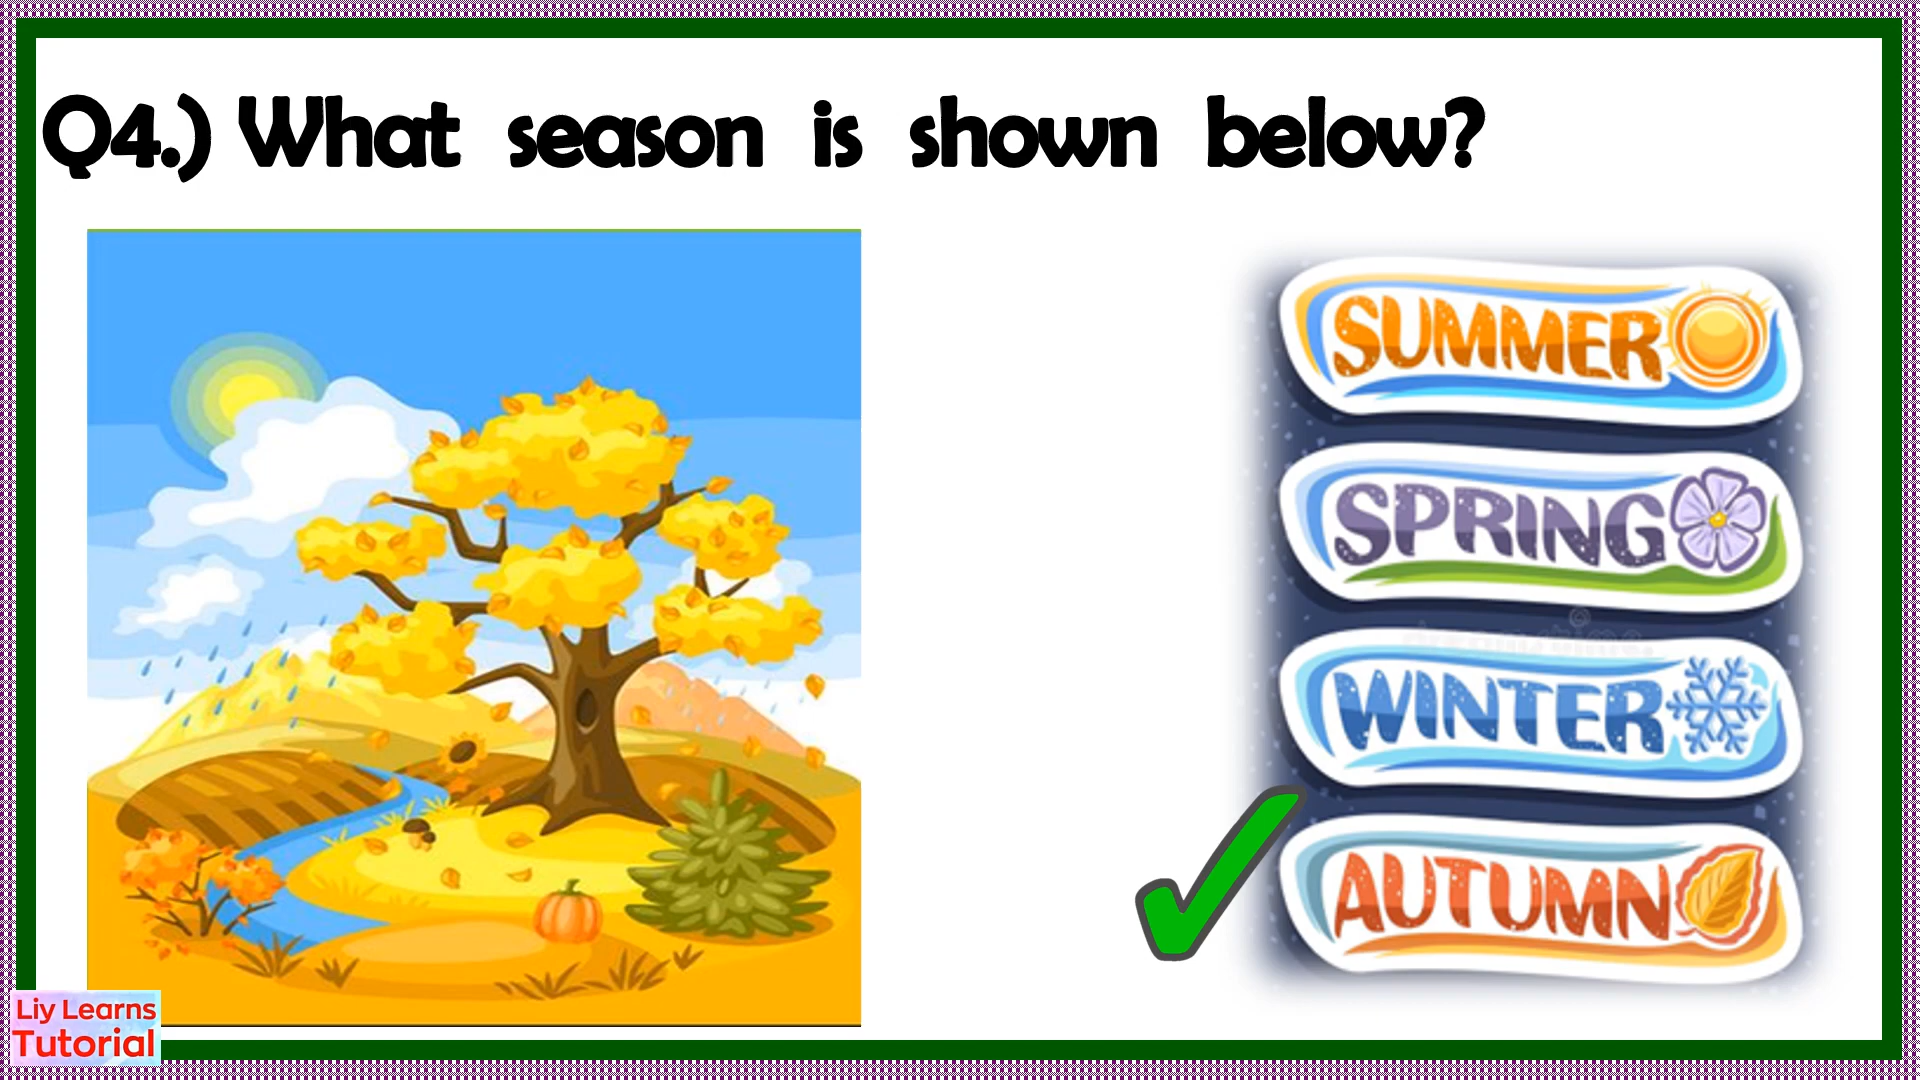 Q4.) What season is shown below?
SUMMER
SPRING
WINTER
AUTUMN
Liy Learns
Tutorial